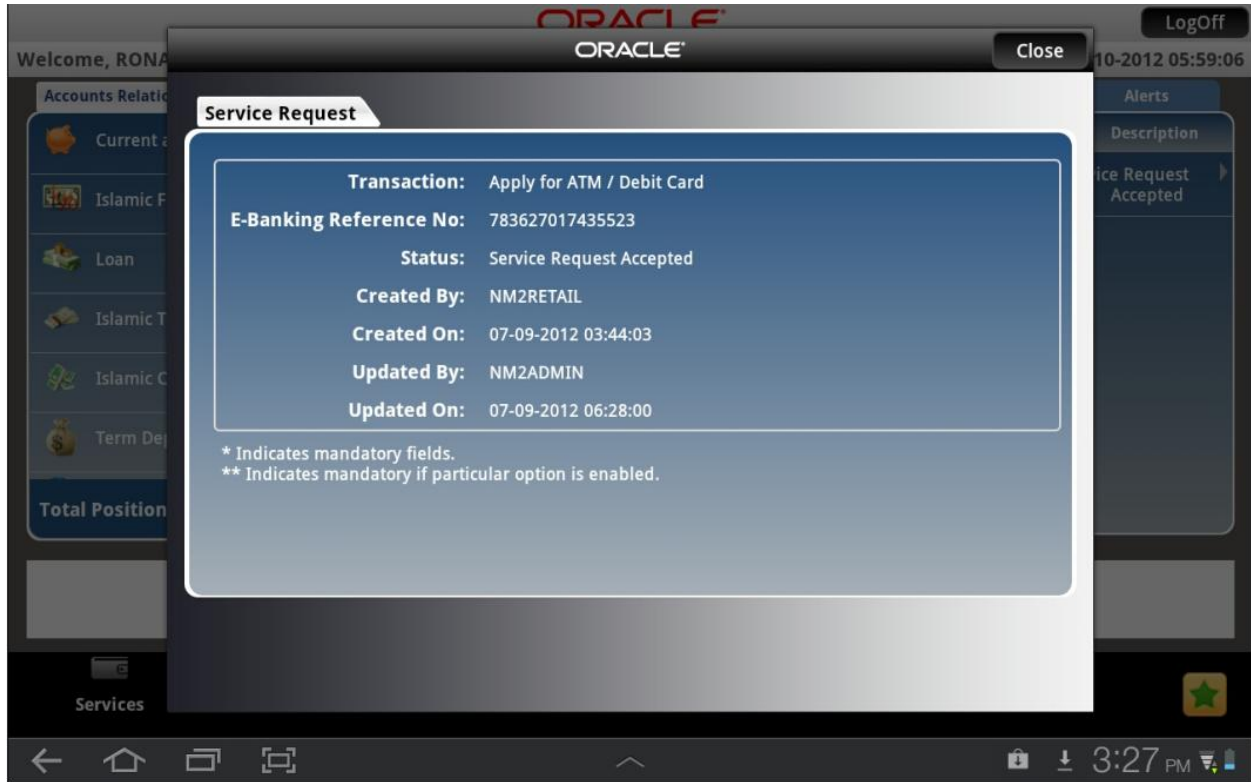 ORACLE
LogOff
ORACLE
Close
Welcome, RONA
10-2012 05:59:06
Accounts Relatio
Alerts
Service Request
Description
Current a
Transaction: Apply for ATM / Debit Card
ice Request
Accepted
Islamic F
E-Banking Reference No: 783627017435523
Loan
Status: Service Request Accepted
Created By: NM2RETAIL
Islamic T
Created On: 07-09-2012 03:44:03
Islamic C
Updated By: NM2ADMIN
Updated On: 07-09-2012 06:28:00
Term Dep
* Indicates mandatory fields.
** Indicates mandatory if particular option is enabled.
Total Position
Services
3:27 PM